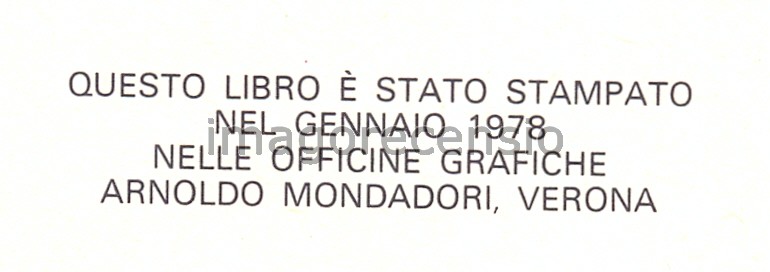 QUESTO LIBRO È STATO STAMPATO
NEL GENNAIO 1978
imagorecensio
NELLE OFFICINE GRAFICHE
ARNOLDO MONDADORI, VERONA